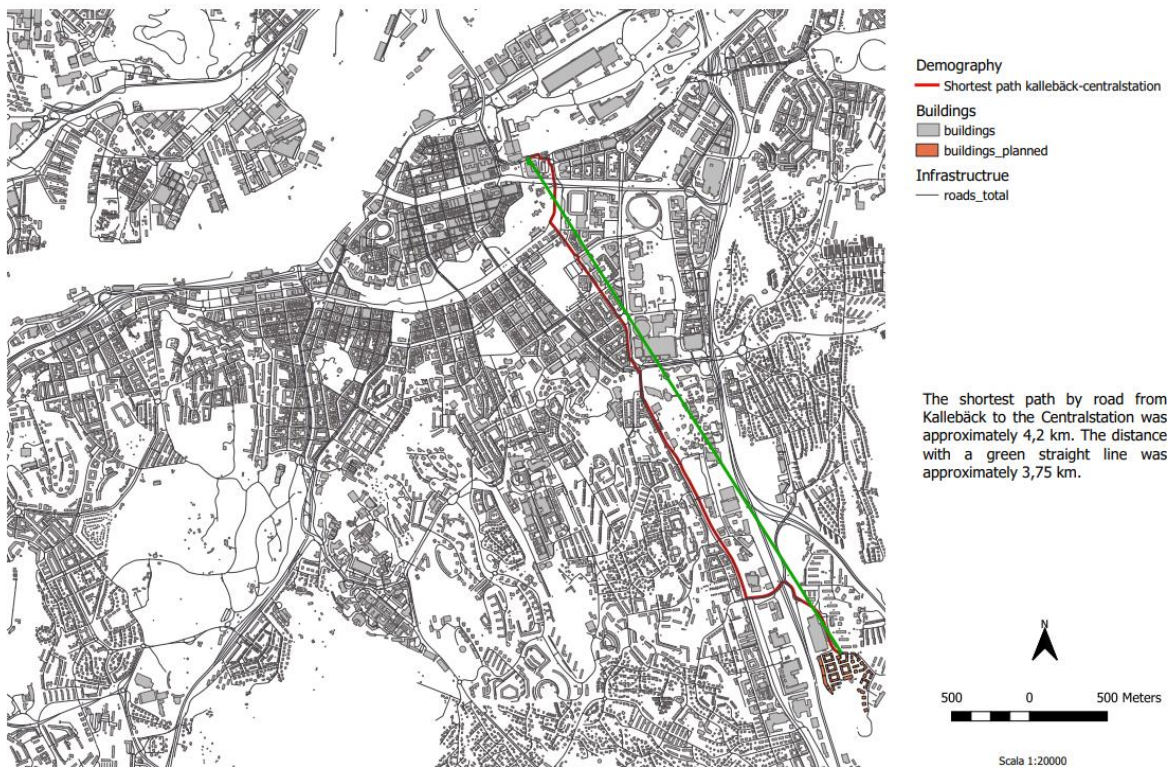 Demography
Shortest path kallebäck-centralstation
Buildings
buildings
buildings_planned
Infrastructrue
roads_total
The shortest path by road from
Kallebäck to the Centralstation was
approximately 4,2 km. The distance
with a green straight line was
approximately 3,75 km.
N
500 0 500 Meters
Scala 1:20000